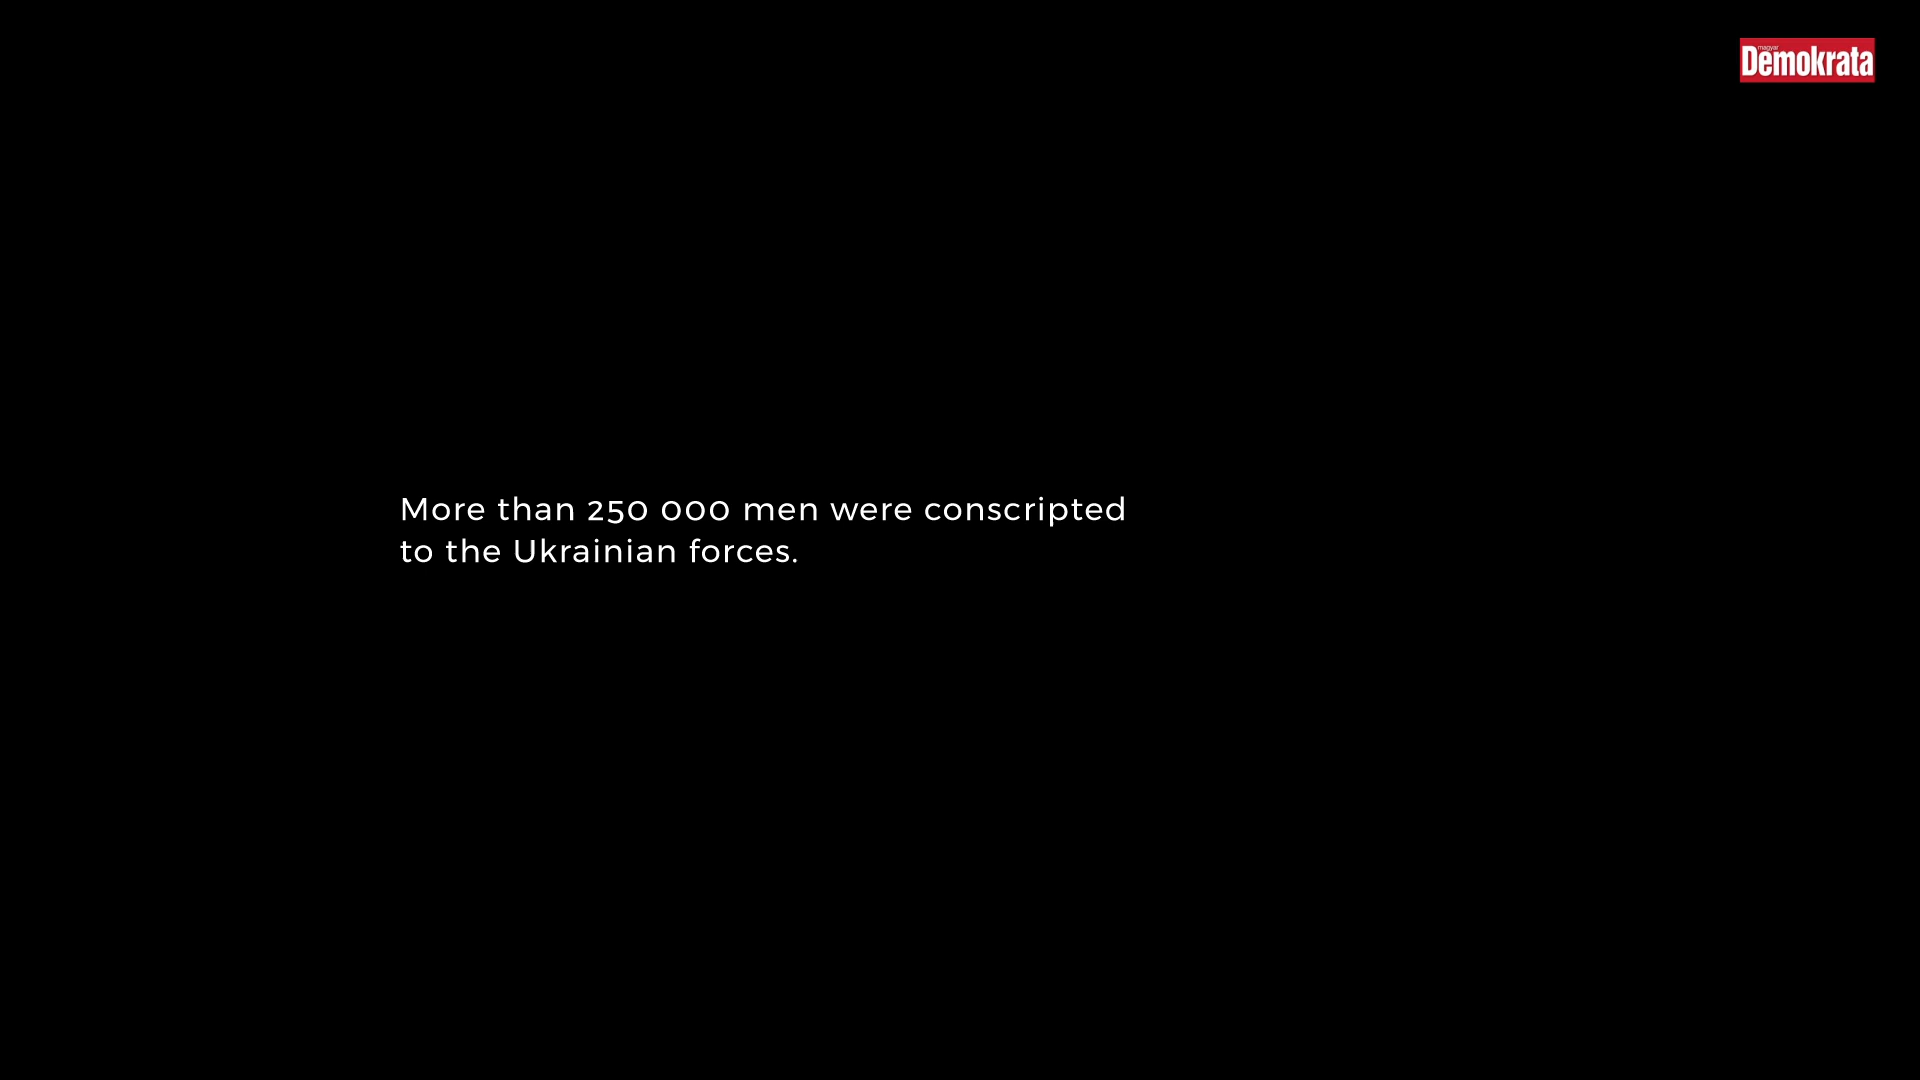 magyar
Demokrata
More than 250 000 men were conscripted
to the Ukrainian forces.